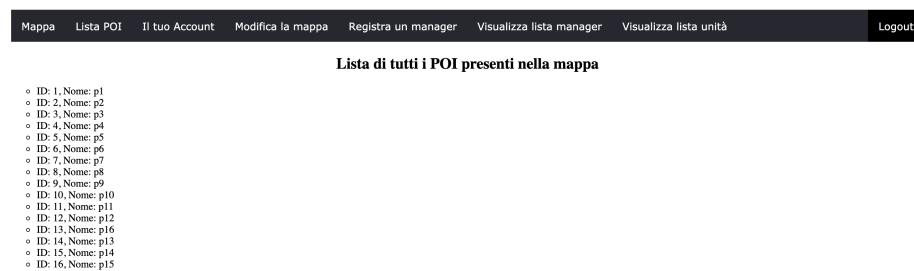 Mappa Lista POI Il tuo Account Modifica la mappa Registra un manager Visualizza lista manager Visualizza lista unità Logout
Lista di tutti i POI presenti nella mappa
ID: 1, Nome: p1
ID: 2, Nome: p2
ID: 3, Nome: p3
ID: 4, Nome: p4
ID: 5, Nome: p5
ID: 6, Nome: p6
ID: 7, Nome: p7
ID: 8, Nome: p8
ID: 9, Nome: p9
ID: 10, Nome: p10
ID: 11, Nome: p11
ID: 12, Nome: p12
ID: 13, Nome: p16
ID: 14, Nome: p13
ID: 15, Nome: p14
ID: 16, Nome: p15